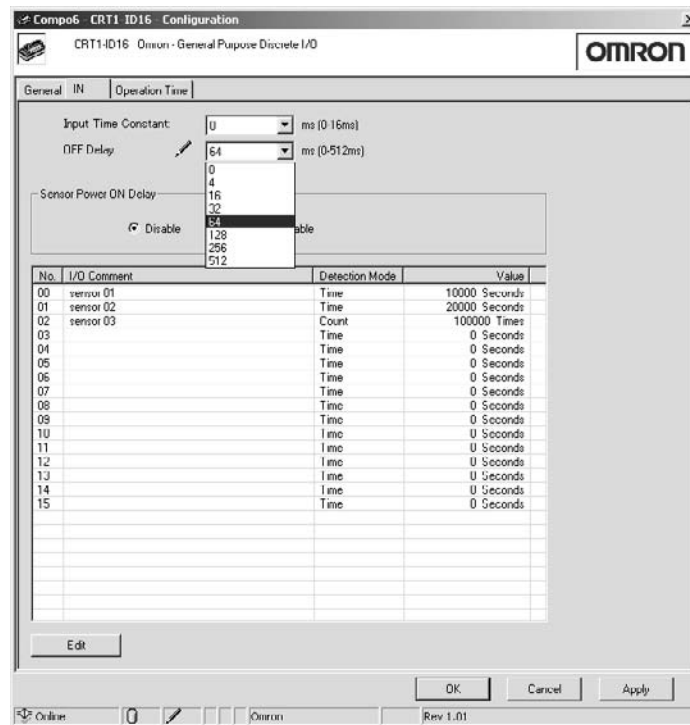 Compo6 - CRT1-ID16 - Configuration
CRT1-ID16 Omron - General Purpose Discrete I/O
OMRON
General IN Operation Time
Input Time Constant: 0 ms (0-16ms)
OFF Delay 64 ms (0-512ms)
0
4
16
32
64
128
256
512
Sensor Power ON Delay
Disable able
No. I/O Comment Detection Mode Value
00 sensor 01 Time 10000 Seconds
01 sensor 02 Time 20000 Seconds
02 sensor 03 Count 100000 Times
03 Time 0 Seconds
04 Time 0 Seconds
05 Time 0 Seconds
06 Time 0 Seconds
07 Time 0 Seconds
08 Time 0 Seconds
09 Time 0 Seconds
10 Time 0 Seconds
11 Time 0 Seconds
12 Time 0 Seconds
13 Time 0 Seconds
14 Time 0 Seconds
15 Time 0 Seconds
Edit
OK Cancel Apply
Online Omron Rev 1.01